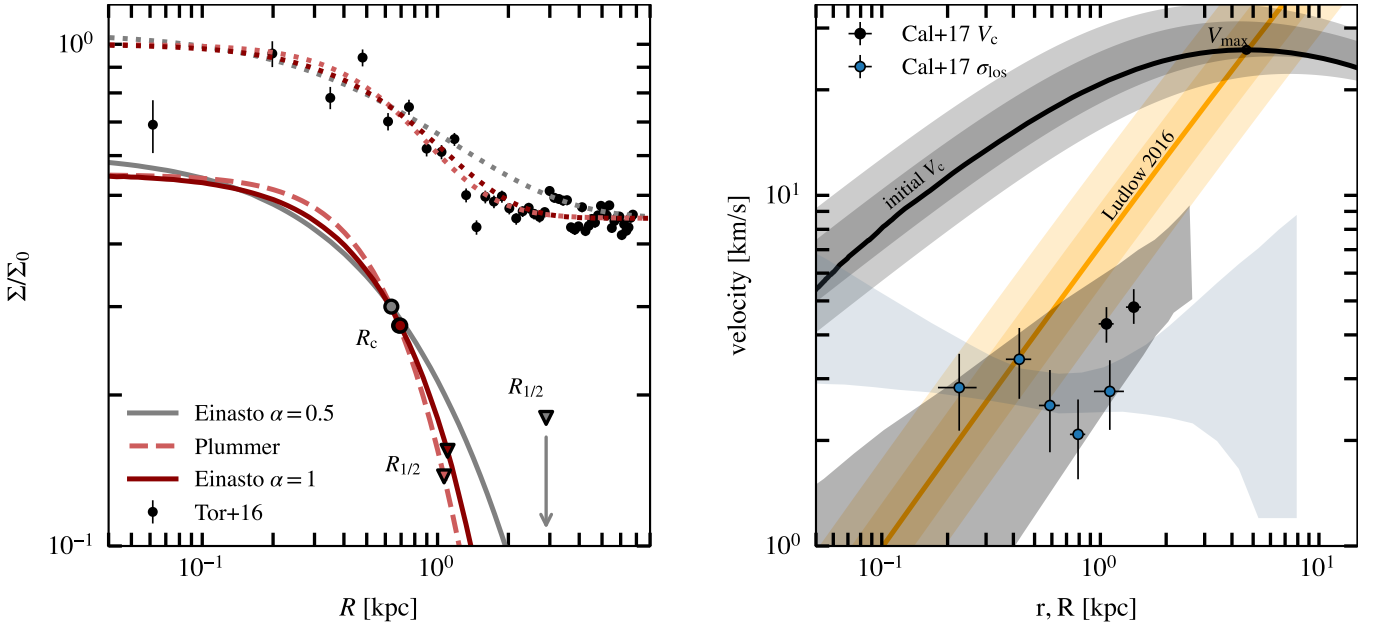 10⁰
10⁻¹
Σ/Σ₀
R_c
R_{1/2}
R_{1/2}
Einasto α = 0.5
Plummer
Einasto α = 1
Tor+16
10⁻¹
10⁰
R [kpc]
Cal+17 V_c
Cal+17 σ_los
V_max
initial V_c
Ludlow 2016
velocity [km/s]
10¹
10⁰
10⁻¹
10⁰
10¹
r, R [kpc]